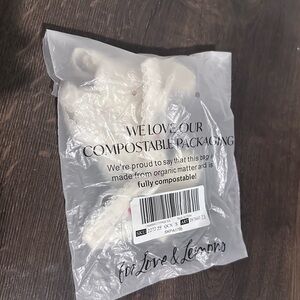 WE LOVE OUR
COMPOSTABLE PACKAGING
We're proud to say that this bag is
made from organic matter and is
fully compostable!
for Love & Lemons